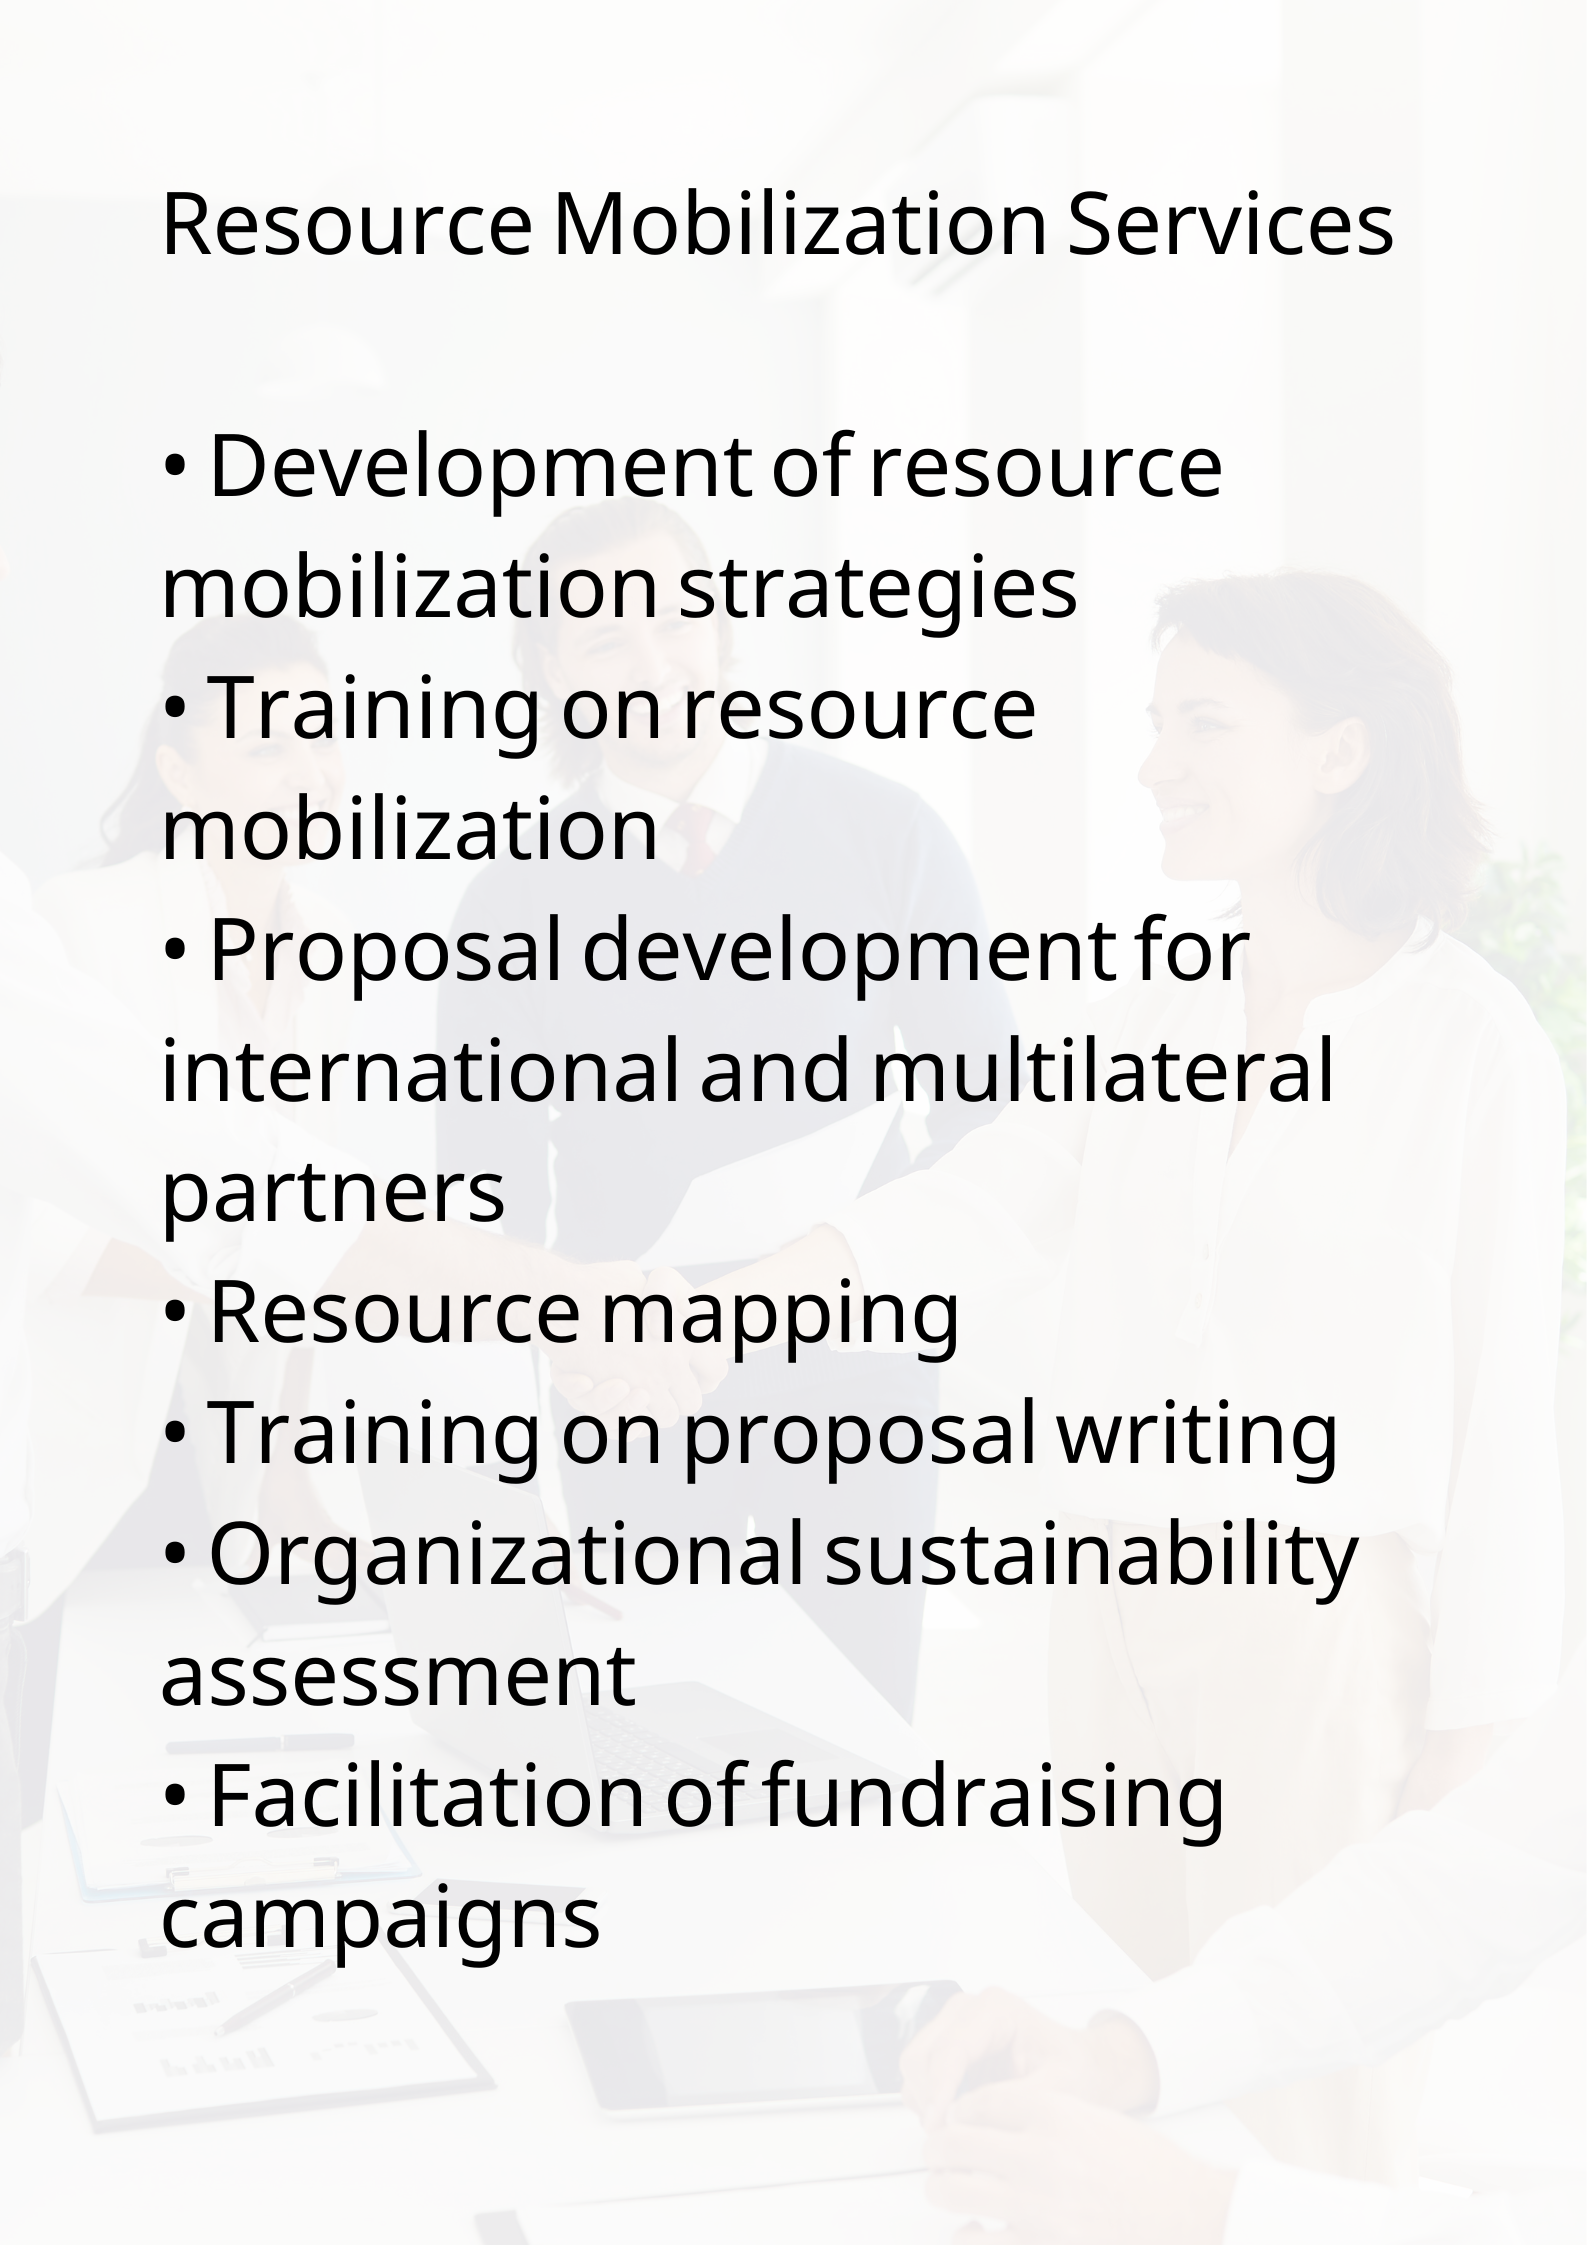 Resource Mobilization Services
• Development of resource
mobilization strategies
• Training on resource
mobilization
• Proposal development for
international and multilateral
partners
• Resource mapping
• Training on proposal writing
• Organizational sustainability
assessment
• Facilitation of fundraising
campaigns